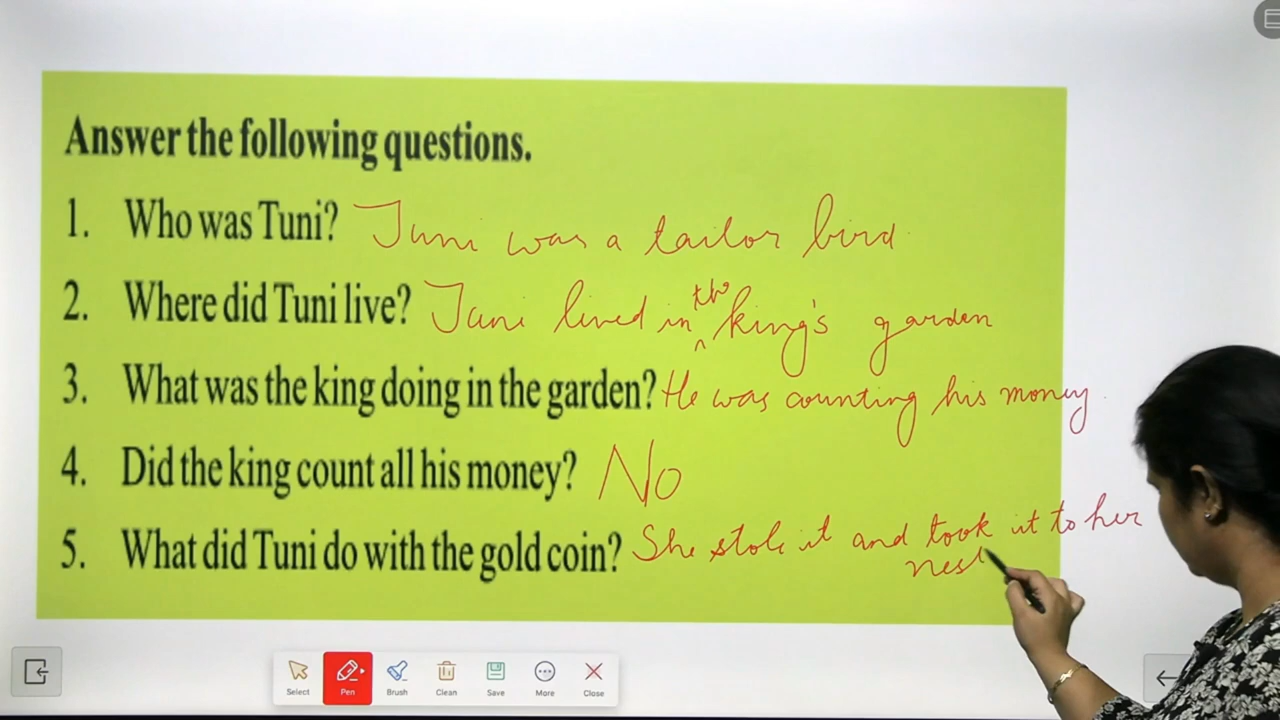 Answer the following questions.
1. Who was Tuni? Tuni was a tailor bird.
2. Where did Tuni live? Tuni lived in the king's garden
3. What was the king doing in the garden? He was counting his money.
4. Did the king count all his money? No
5. What did Tuni do with the gold coin? She stole it and took it to her
nest
Select Pen Brush Clean Save More Close